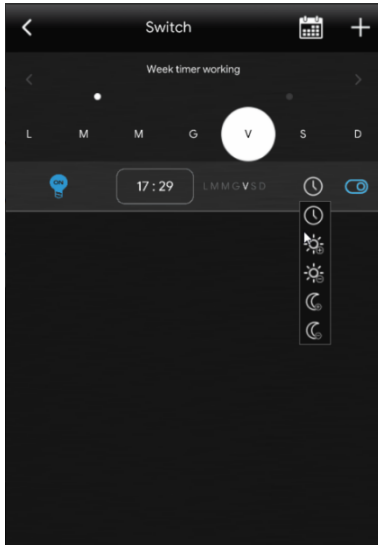 Switch
Week timer working
L M M G V S D
ON 17:29 LMMGVSD